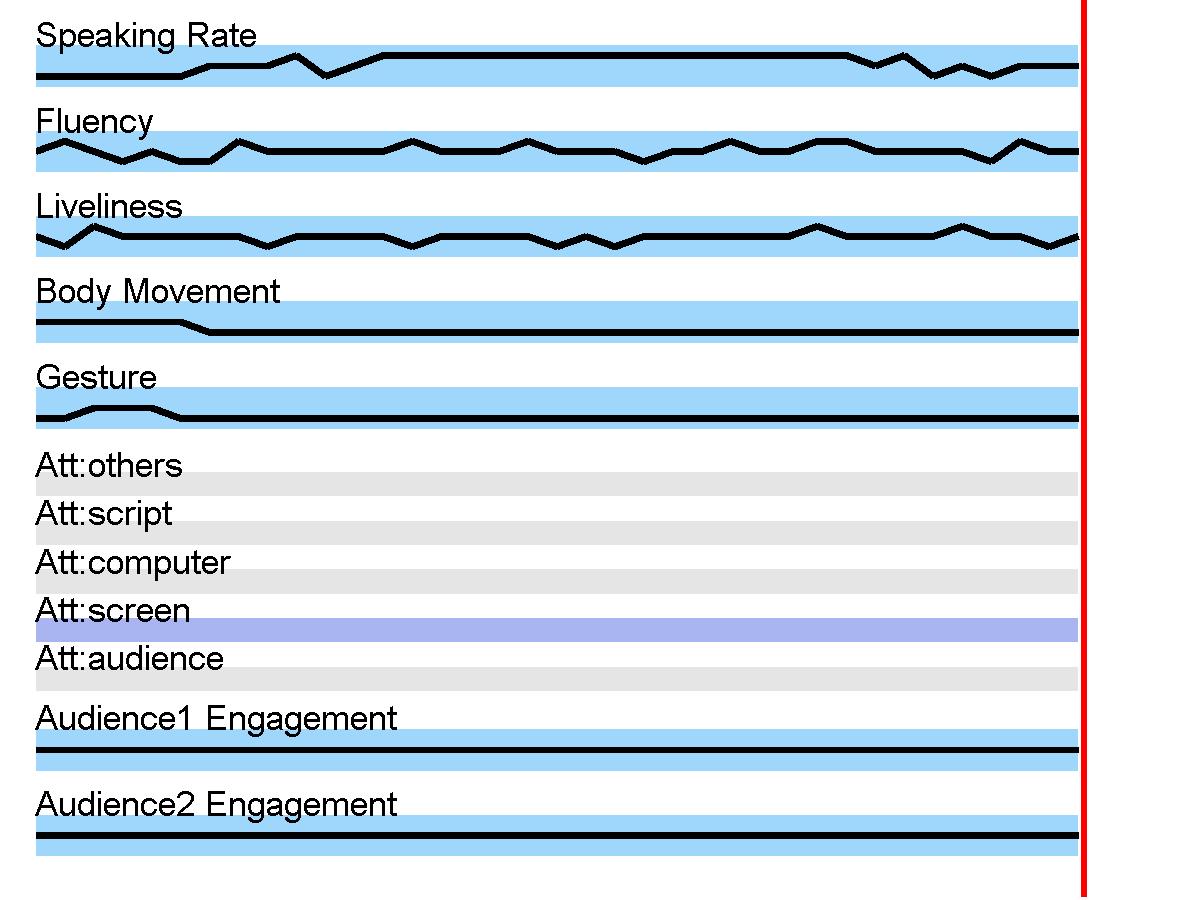 Speaking Rate
Fluency
Liveliness
Body Movement
Gesture
Att:others
Att:script
Att:computer
Att:screen
Att:audience
Audience1 Engagement
Audience2 Engagement